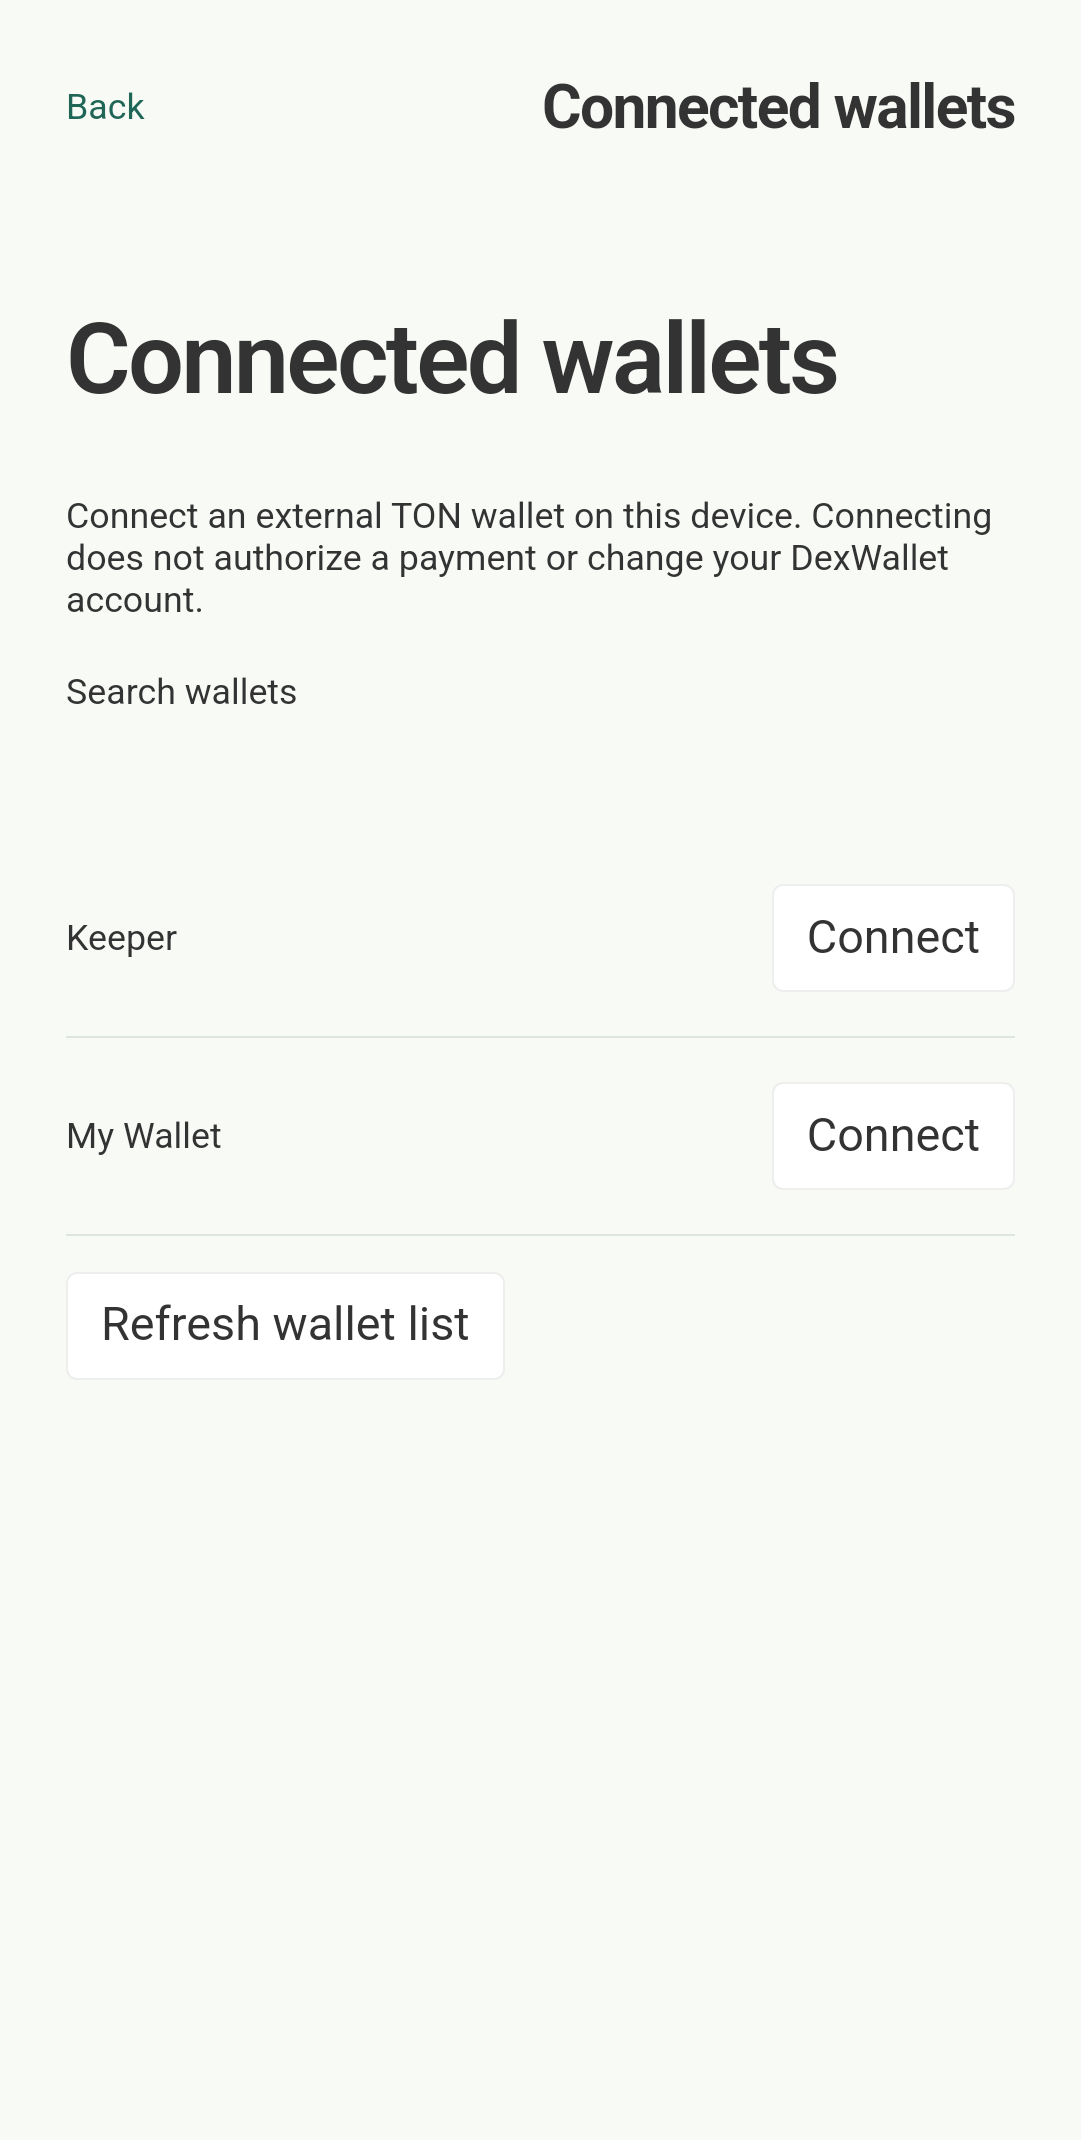 Back
Connected wallets
Connected wallets
Connect an external TON wallet on this device. Connecting
does not authorize a payment or change your DexWallet
account.
Search wallets
Keeper
Connect
My Wallet
Connect
Refresh wallet list